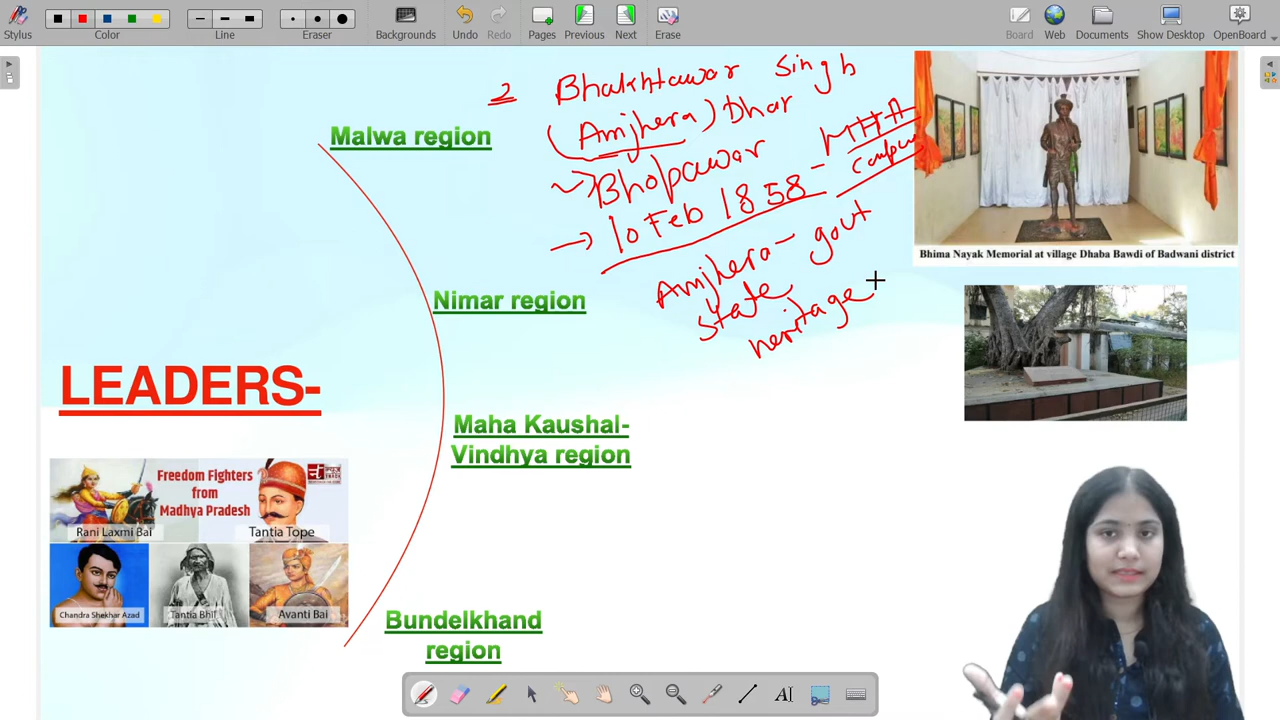 Stylus
Color
Line
Eraser
Backgrounds
Undo
Redo
Pages
Previous
Next
Erase
Board
Web
Documents
Show Desktop
OpenBoard
2 Bhakhtawar Singh
(Amjhera) Dhar
Bhopawar
→ 10 Feb 1858 - MHA
Campus
Amjhera - govt
state
heritage
Malwa region
Nimar region
LEADERS-
Maha Kaushal-
Vindhya region
Bundelkhand
region
Bhima Nayak Memorial at village Dhaba Bawdi of Badwani district
Freedom Fighters
from
Madhya Pradesh
Rani Laxmi Bai
Tantia Tope
Chandra Shekhar Azad
Tantia Bhil
Avanti Bai